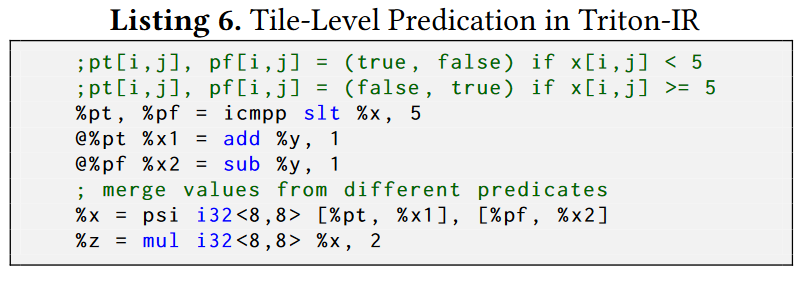 Listing 6. Tile-Level Predication in Triton-IR
;pt[i,j], pf[i,j] = (true, false) if x[i,j] < 5
;pt[i,j], pf[i,j] = (false, true) if x[i,j] >= 5
%pt, %pf = icmpp slt %x, 5
@%pt %x1 = add %y, 1
@%pf %x2 = sub %y, 1
; merge values from different predicates
%x = psi i32<8,8> [%pt, %x1], [%pf, %x2]
%z = mul i32<8,8> %x, 2